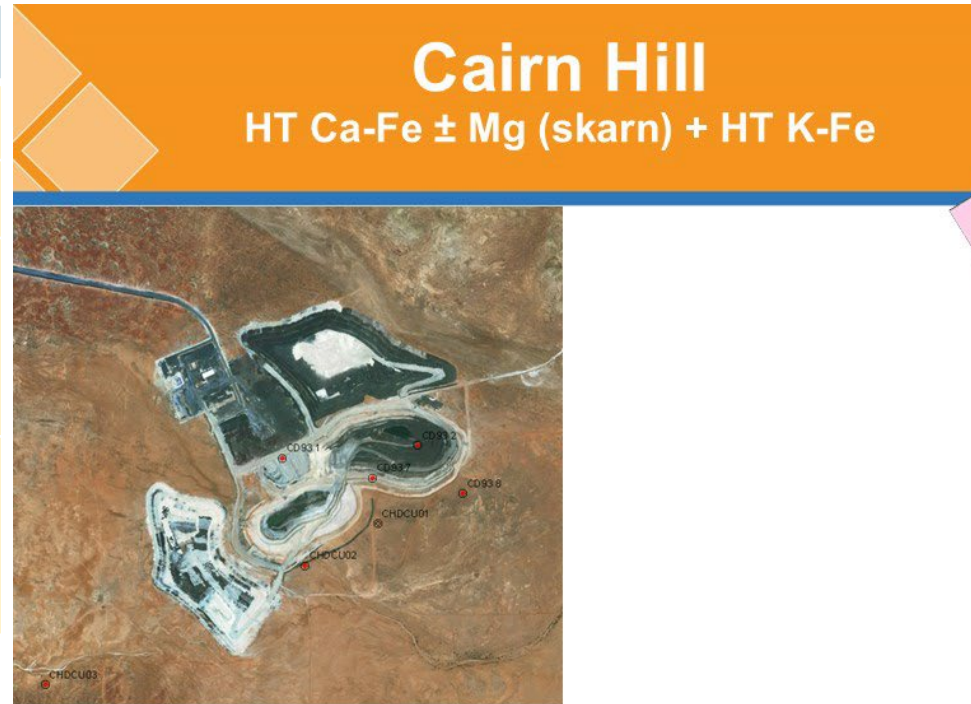 Cairn Hill
HT Ca-Fe ± Mg (skarn) + HT K-Fe
CD93 2
CD93 1
CD93 7
CD93 8
CHDCU01
CHDCU02
CHDCU03